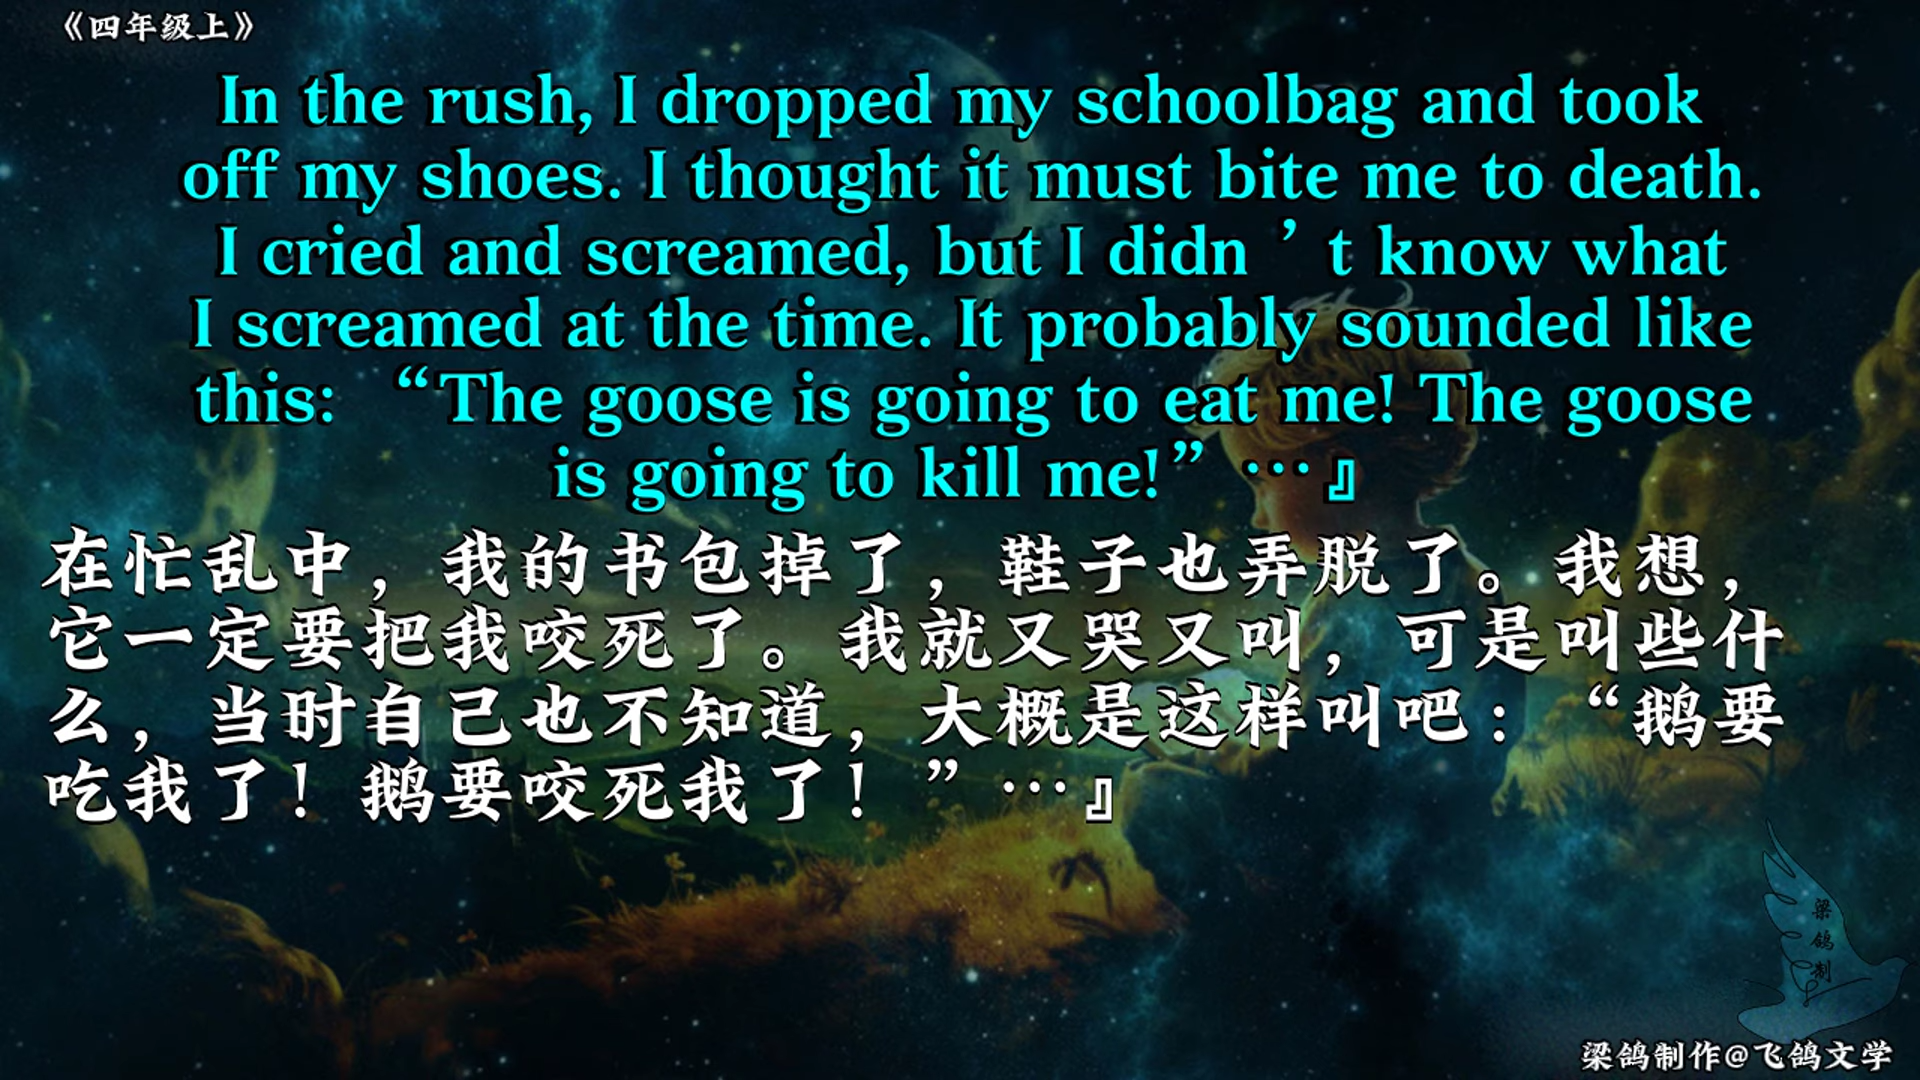 《四年级上》
In the rush, I dropped my schoolbag and took
off my shoes. I thought it must bite me to death.
I cried and screamed, but I didn ’ t know what
I screamed at the time. It probably sounded like
this: “The goose is going to eat me! The goose
is going to kill me!” …』
在忙乱中，我的书包掉了，鞋子也弄脱了。我想，
它一定要把我咬死了。我就又哭又叫，可是叫些什
么，当时自己也不知道，大概是这样叫吧：“鹅要
吃我了！鹅要咬死我了！”…』
梁
鸽
制
梁鸽制作@飞鸽文学